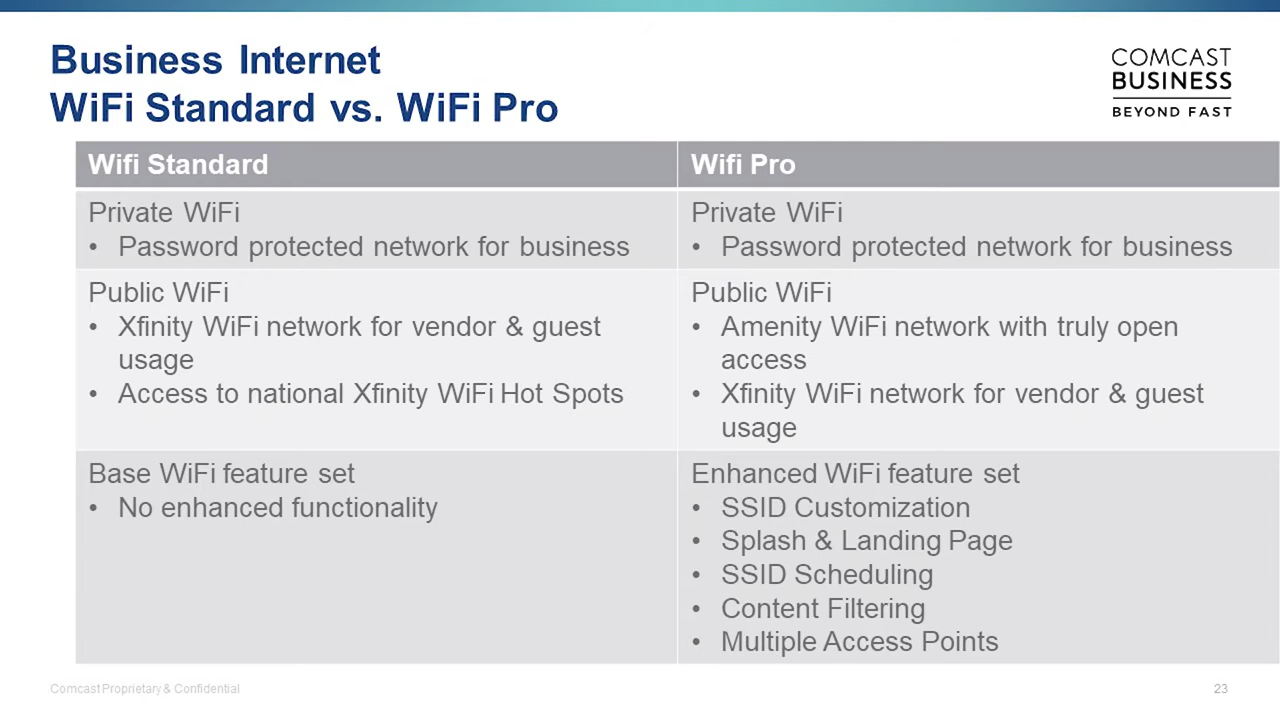 Business Internet
WiFi Standard vs. WiFi Pro
COMCAST
BUSINESS
BEYOND FAST
Wifi Standard
Wifi Pro
Private WiFi
• Password protected network for business
Private WiFi
• Password protected network for business
Public WiFi
• Xfinity WiFi network for vendor & guest
usage
• Access to national Xfinity WiFi Hot Spots
Public WiFi
• Amenity WiFi network with truly open
access
• Xfinity WiFi network for vendor & guest
usage
Base WiFi feature set
• No enhanced functionality
Enhanced WiFi feature set
• SSID Customization
• Splash & Landing Page
• SSID Scheduling
• Content Filtering
• Multiple Access Points
Comcast Proprietary & Confidential
23